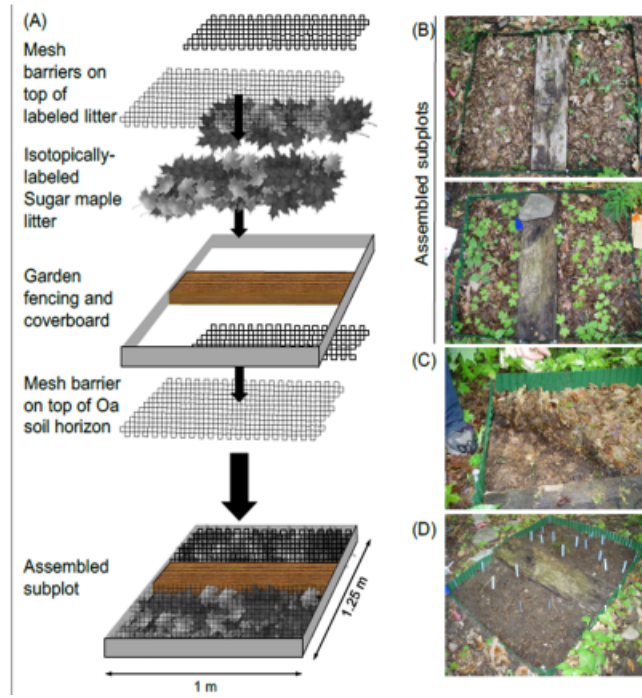 (A)
Mesh
barriers on
top of
labeled litter
Isotopically-
labeled
Sugar maple
litter
Garden
fencing and
coverboard
Mesh barrier
on top of Oa
soil horizon
Assembled
subplot
1.25 m
1 m
(B)
Assembled subplots
(C)
(D)